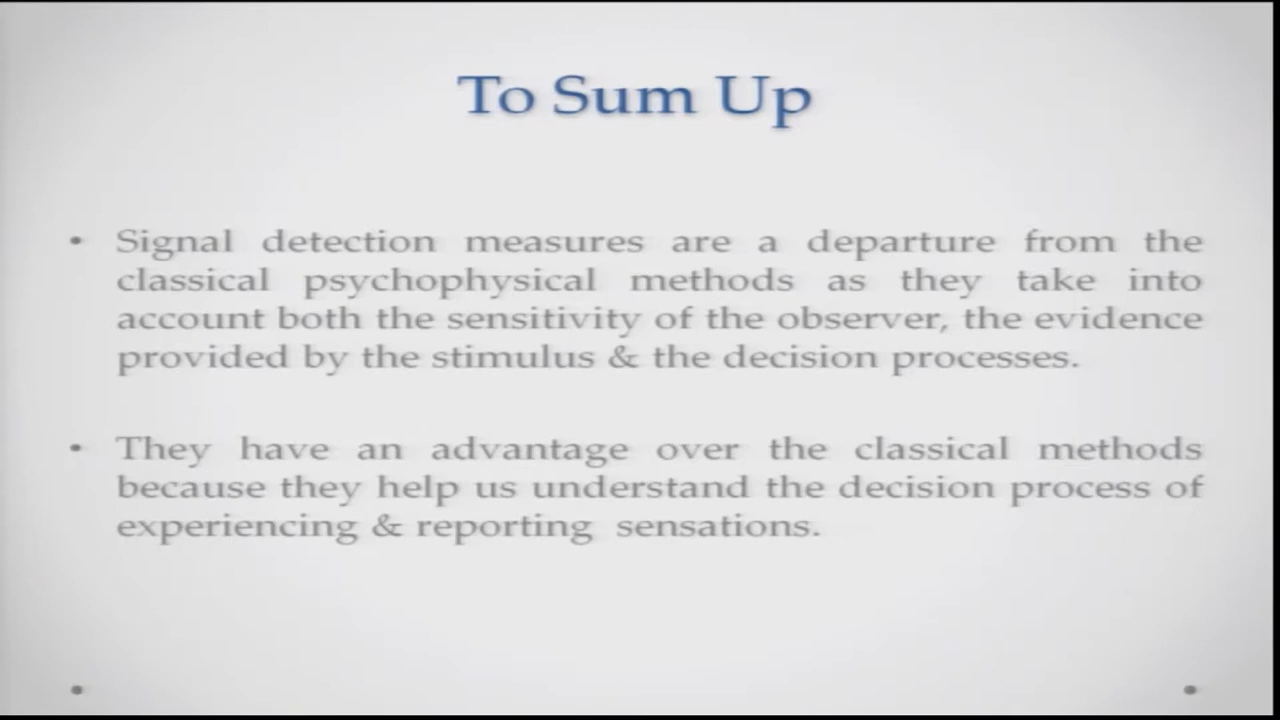 To Sum Up
• Signal detection measures are a departure from the
classical psychophysical methods as they take into
account both the sensitivity of the observer, the evidence
provided by the stimulus & the decision processes.
• They have an advantage over the classical methods
because they help us understand the decision process of
experiencing & reporting sensations.